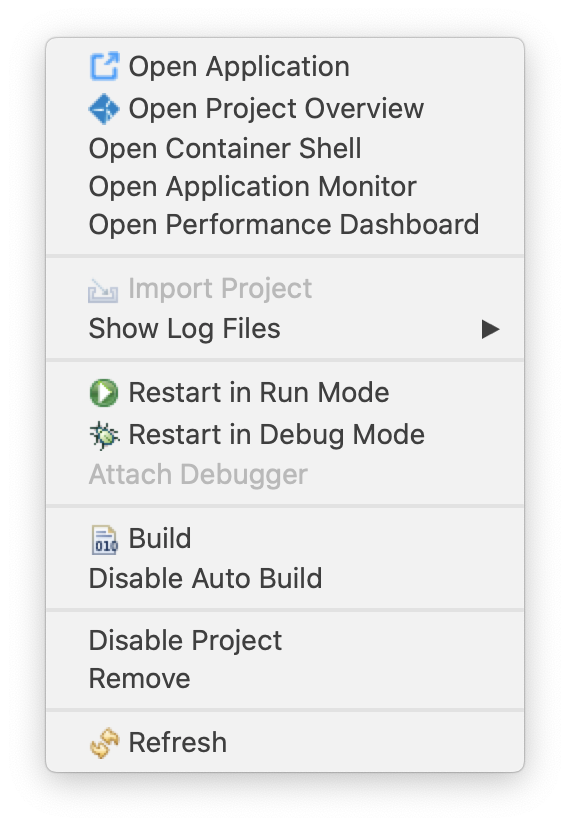 Open Application
Open Project Overview
Open Container Shell
Open Application Monitor
Open Performance Dashboard
Import Project
Show Log Files
Restart in Run Mode
Restart in Debug Mode
Attach Debugger
010 Build
Disable Auto Build
Disable Project
Remove
Refresh